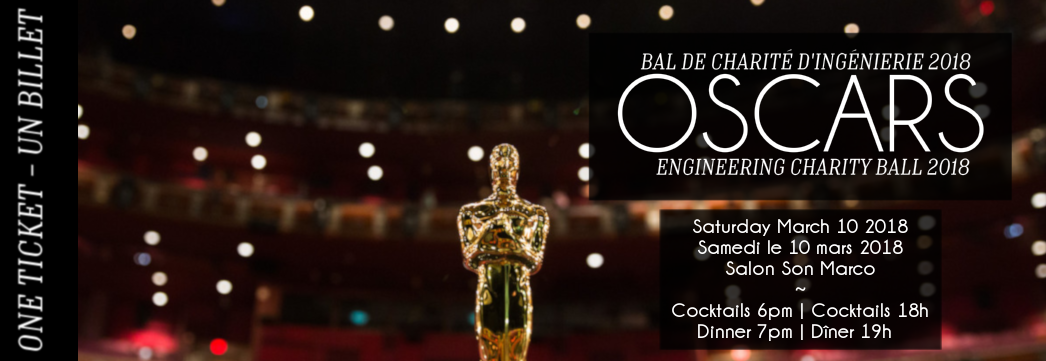 ONE TICKET - UN BILLET
BAL DE CHARITÉ D'INGÉNIERIE 2018
OSCARS
ENGINEERING CHARITY BALL 2018
Saturday March 10 2018
Samedi le 10 mars 2018
Salon Son Marco
~
Cocktails 6pm | Cocktails 18h
Dinner 7pm | Dîner 19h